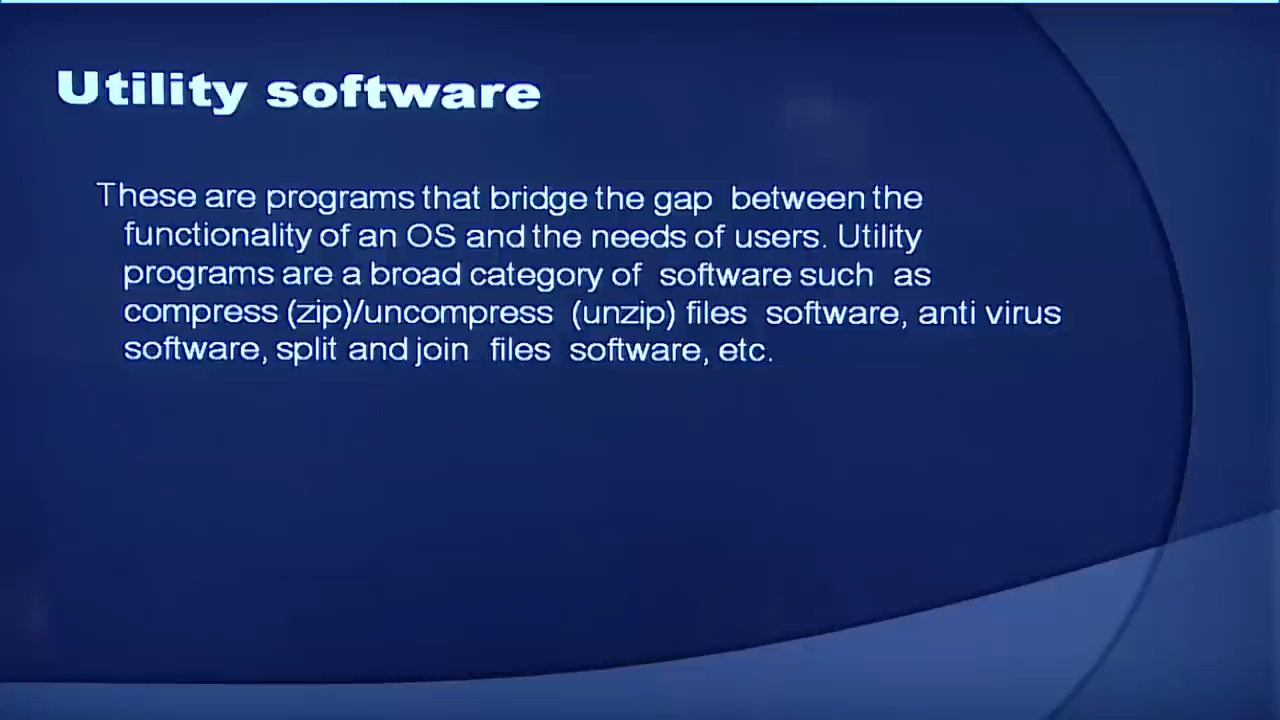 Utility software
These are programs that bridge the gap between the
functionality of an OS and the needs of users. Utility
programs are a broad category of software such as
compress (zip)/uncompress (unzip) files software, anti virus
software, split and join files software, etc.